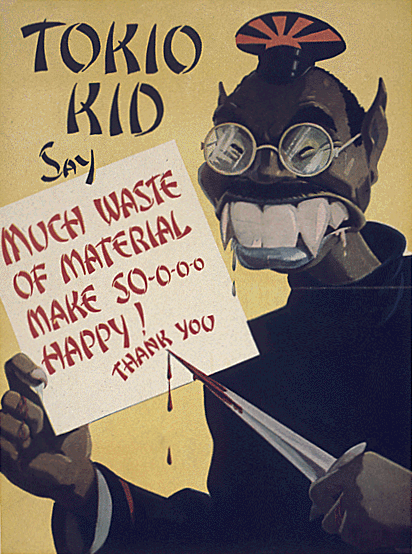 TOKIO
KID
SAY
MUCH WASTE
OF MATERIAL
MAKE SO-O-O-O
HAPPY!
THANK YOU